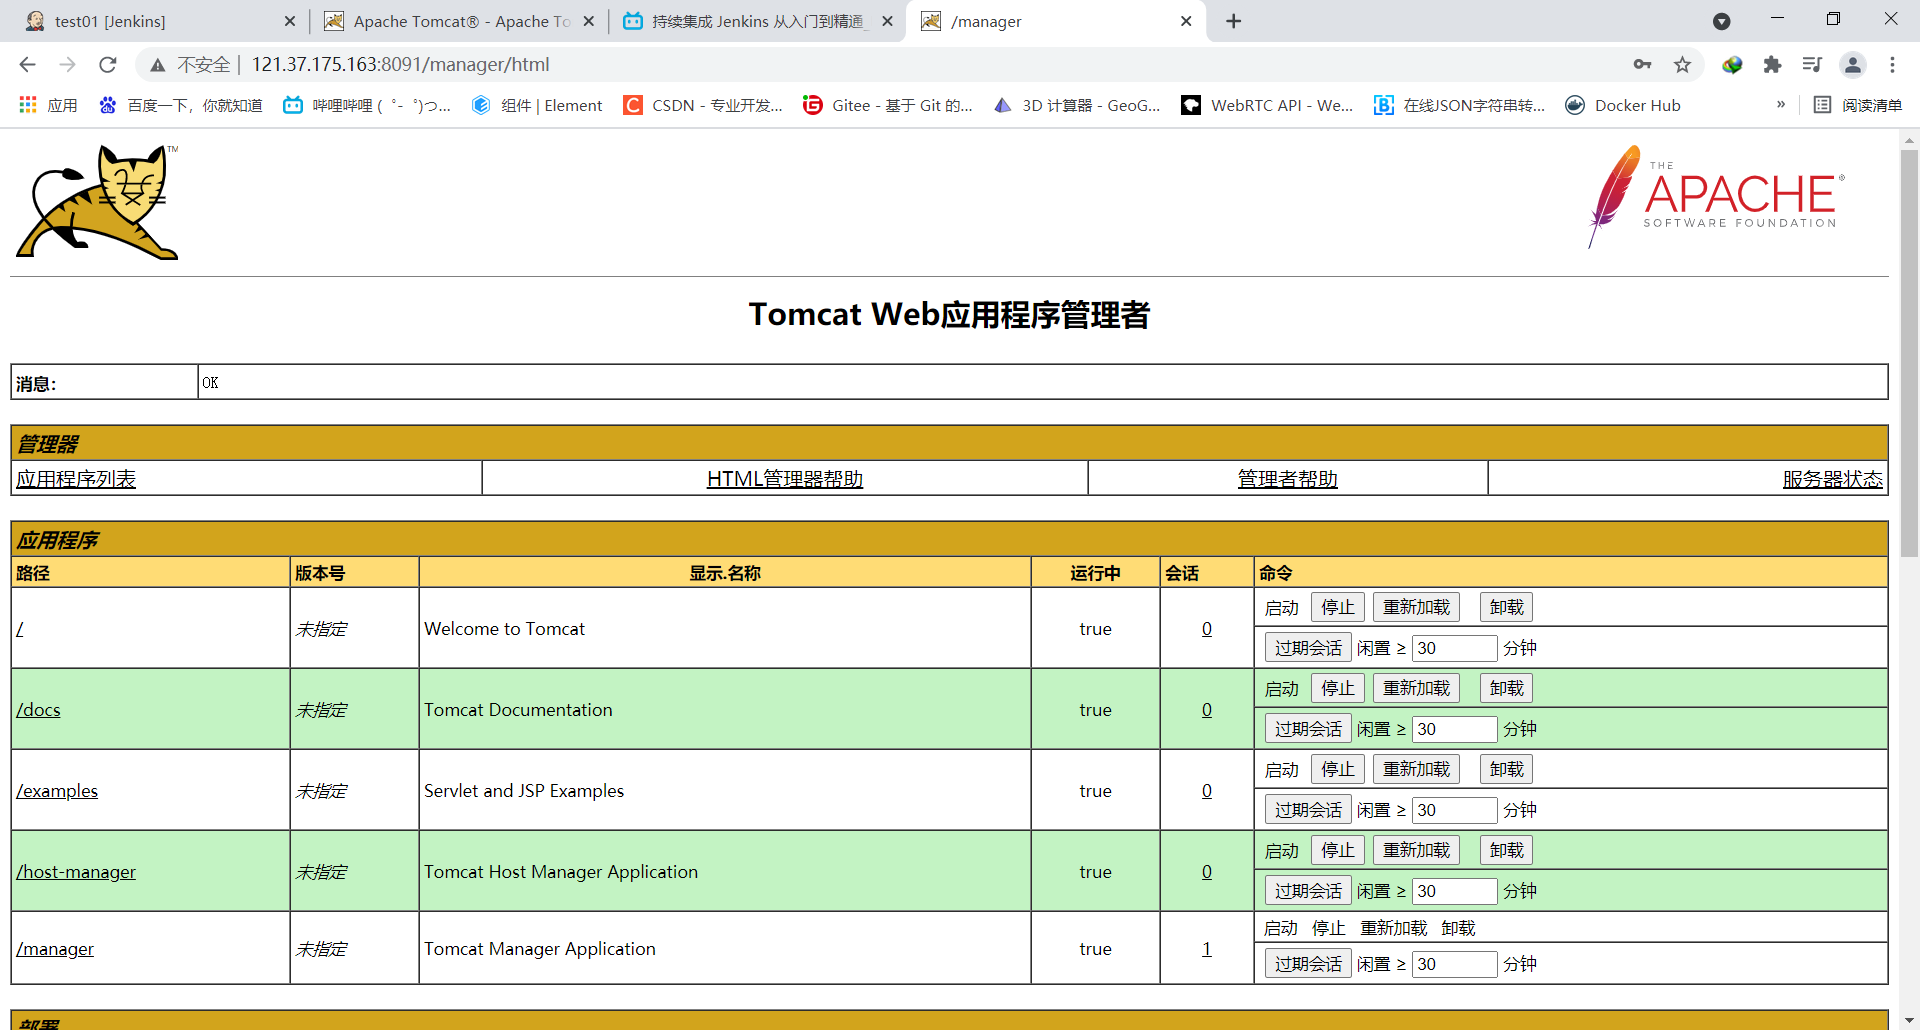 test01 [Jenkins]
Apache Tomcat® - Apache To
持续集成 Jenkins 从入门到精通_
/manager
不安全 | 121.37.175.163:8091/manager/html
应用
百度一下，你就知道
哔哩哔哩 (゜-゜)つ...
组件 | Element
CSDN - 专业开发...
Gitee - 基于 Git 的...
3D 计算器 - GeoG...
WebRTC API - We...
在线JSON字符串转...
Docker Hub
»
阅读清单
TM
THE
APACHE®
SOFTWARE FOUNDATION
Tomcat Web应用程序管理者
消息: OK
管理器
应用程序列表 HTML管理器帮助 管理者帮助 服务器状态
应用程序
路径 版本号 显示.名称 运行中 会话 命令
/ 未指定 Welcome to Tomcat true 0 启动 停止 重新加载 卸载
过期会话 闲置 ≥ 30 分钟
/docs 未指定 Tomcat Documentation true 0 启动 停止 重新加载 卸载
过期会话 闲置 ≥ 30 分钟
/examples 未指定 Servlet and JSP Examples true 0 启动 停止 重新加载 卸载
过期会话 闲置 ≥ 30 分钟
/host-manager 未指定 Tomcat Host Manager Application true 0 启动 停止 重新加载 卸载
过期会话 闲置 ≥ 30 分钟
/manager 未指定 Tomcat Manager Application true 1 启动 停止 重新加载 卸载
过期会话 闲置 ≥ 30 分钟
部署